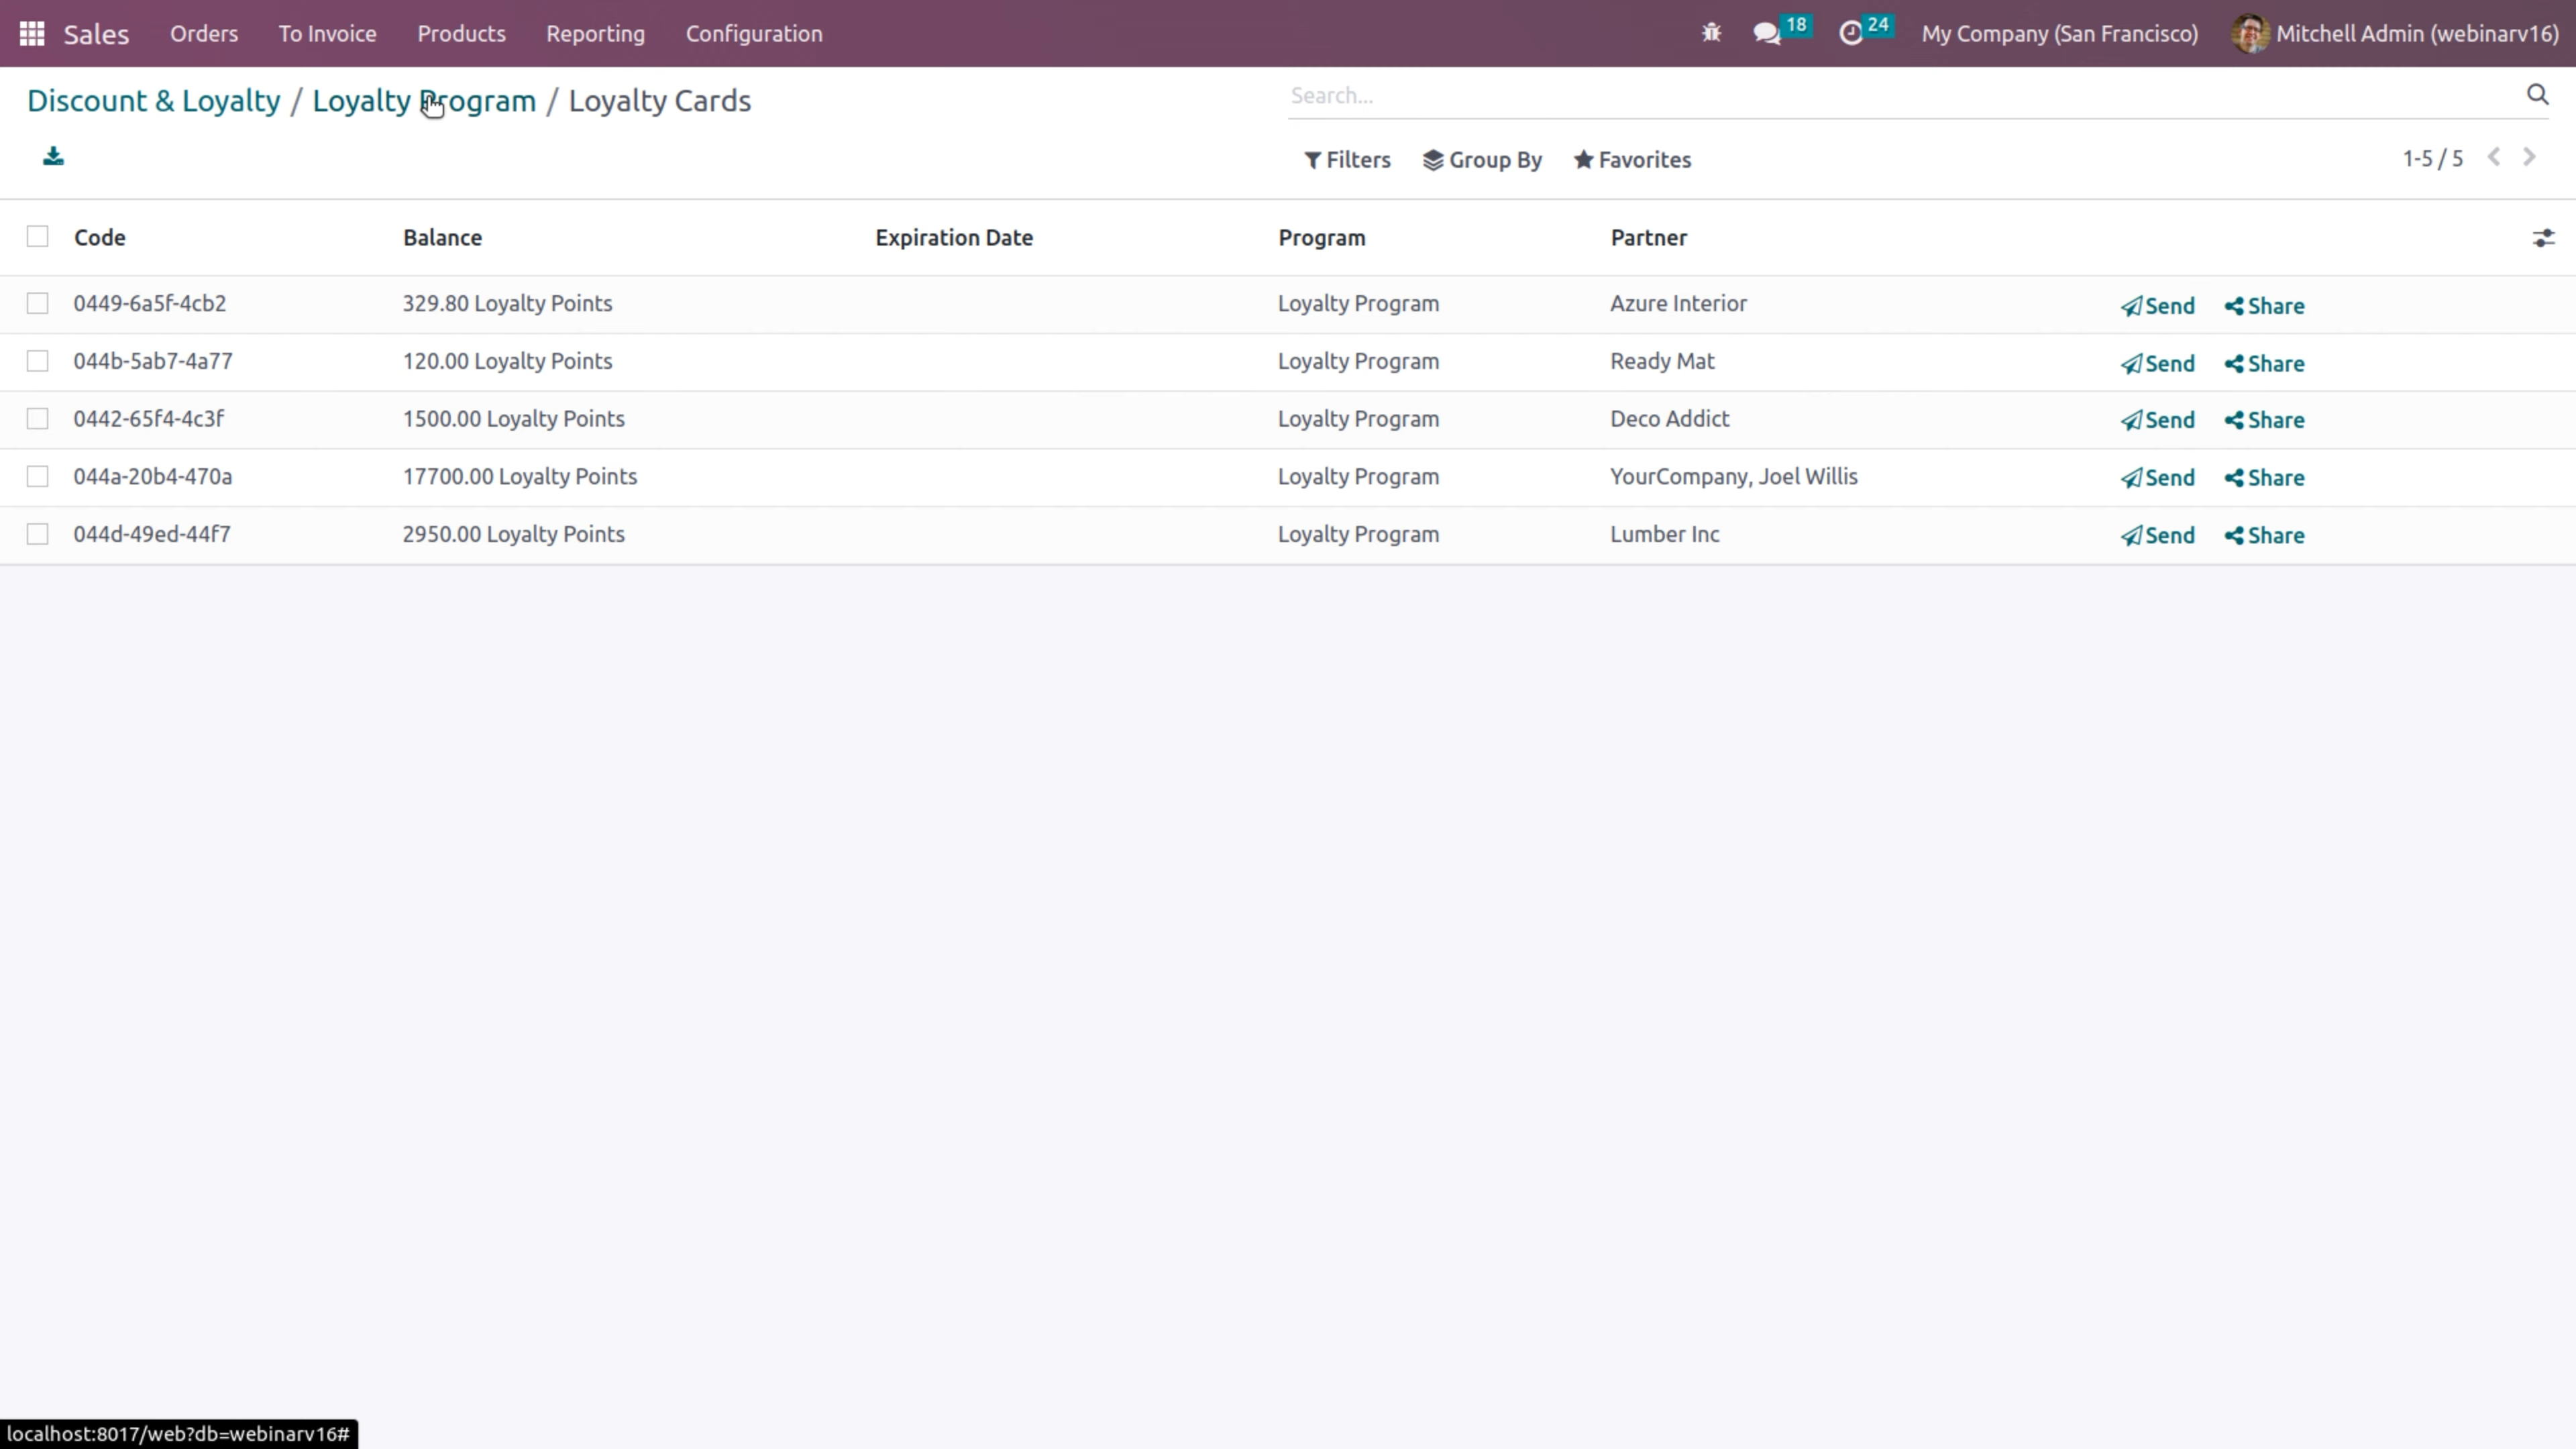 Sales Orders To Invoice Products Reporting Configuration 18 24 My Company (San Francisco) Mitchell Admin (webinarv16)
Discount & Loyalty / Loyalty Program / Loyalty Cards Search...
Filters Group By Favorites 1-5 / 5
Code Balance Expiration Date Program Partner
0449-6a5f-4cb2 329.80 Loyalty Points Loyalty Program Azure Interior Send Share
044b-5ab7-4a77 120.00 Loyalty Points Loyalty Program Ready Mat Send Share
0442-65f4-4c3f 1500.00 Loyalty Points Loyalty Program Deco Addict Send Share
044a-20b4-470a 17700.00 Loyalty Points Loyalty Program YourCompany, Joel Willis Send Share
044d-49ed-44f7 2950.00 Loyalty Points Loyalty Program Lumber Inc Send Share
localhost:8017/web?db=webinarv16#